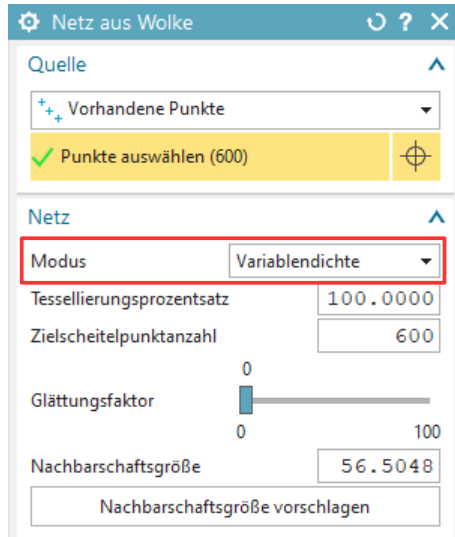 Netz aus Wolke
Quelle
Vorhandene Punkte
Punkte auswählen (600)
Netz
Modus Variablendichte
Tessellierungsprozentsatz 100.0000
Zielscheitelpunktanzahl 600
0
Glättungsfaktor
0 100
Nachbarschaftsgröße 56.5048
Nachbarschaftsgröße vorschlagen